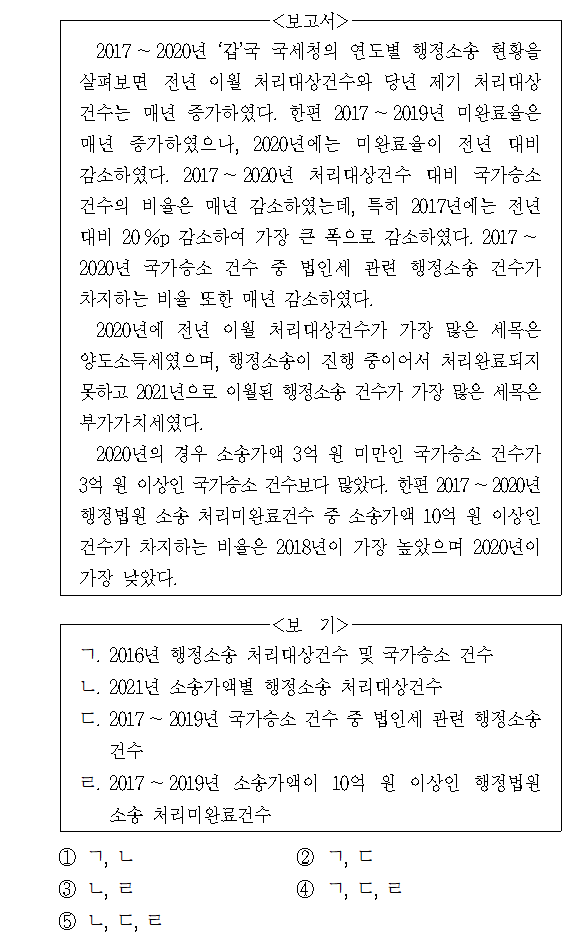 <보고서>
2017 ~ 2020년 ‘갑’국 국세청의 연도별 행정소송 현황을
살펴보면 전년 이월 처리대상건수와 당년 제기 처리대상
건수는 매년 증가하였다. 한편 2017 ~ 2019년 미완료율은
매년 증가하였으나, 2020년에는 미완료율이 전년 대비
감소하였다. 2017 ~ 2020년 처리대상건수 대비 국가승소
건수의 비율은 매년 감소하였는데, 특히 2017년에는 전년
대비 20 %p 감소하여 가장 큰 폭으로 감소하였다. 2017 ~
2020년 국가승소 건수 중 법인세 관련 행정소송 건수가
차지하는 비율 또한 매년 감소하였다.
2020년에 전년 이월 처리대상건수가 가장 많은 세목은
양도소득세였으며, 행정소송이 진행 중이어서 처리완료되지
못하고 2021년으로 이월된 행정소송 건수가 가장 많은 세목은
부가가치세였다.
2020년의 경우 소송가액 3억 원 미만인 국가승소 건수가
3억 원 이상인 국가승소 건수보다 많았다. 한편 2017 ~ 2020년
행정법원 소송 처리미완료건수 중 소송가액 10억 원 이상인
건수가 차지하는 비율은 2018년이 가장 높았으며 2020년이
가장 낮았다.
<보 기>
ㄱ. 2016년 행정소송 처리대상건수 및 국가승소 건수
ㄴ. 2021년 소송가액별 행정소송 처리대상건수
ㄷ. 2017 ~ 2019년 국가승소 건수 중 법인세 관련 행정소송
건수
ㄹ. 2017 ~ 2019년 소송가액이 10억 원 이상인 행정법원
소송 처리미완료건수
① ㄱ, ㄴ ② ㄱ, ㄷ
③ ㄴ, ㄹ ④ ㄱ, ㄷ, ㄹ
⑤ ㄴ, ㄷ, ㄹ